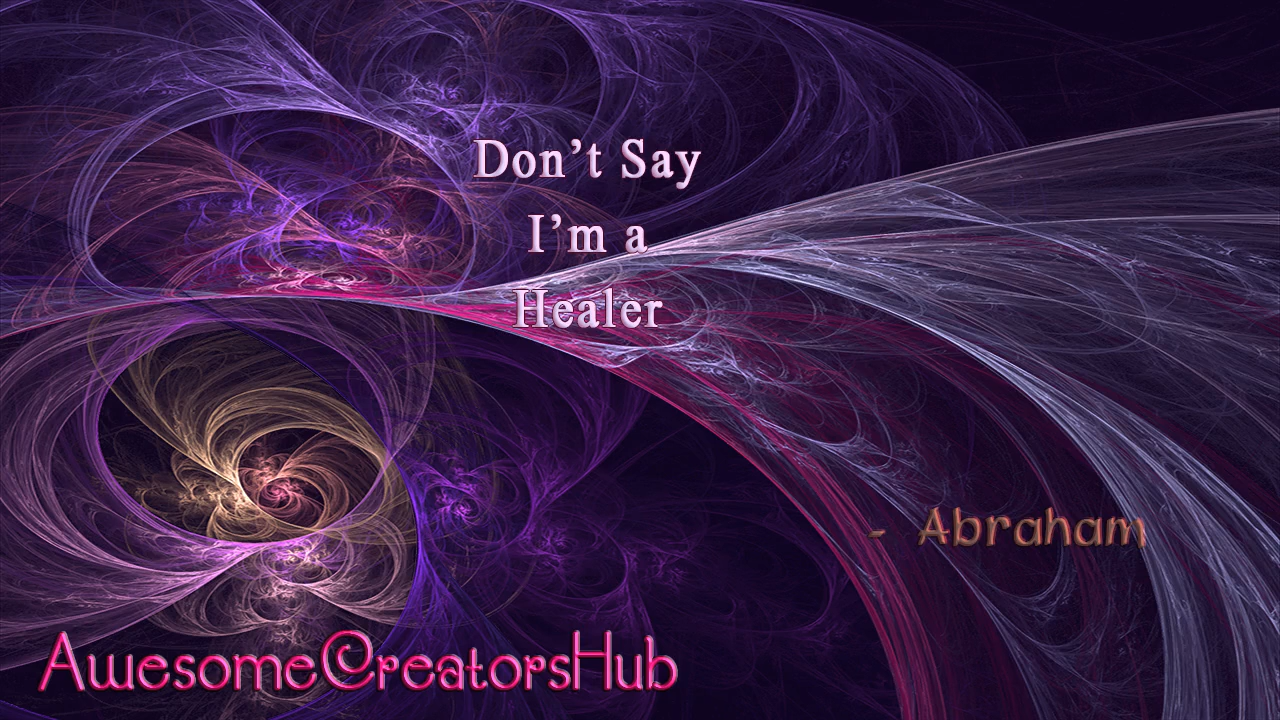 Don’t Say
I’m a
Healer
- Abraham
AwesomeCreatorsHub